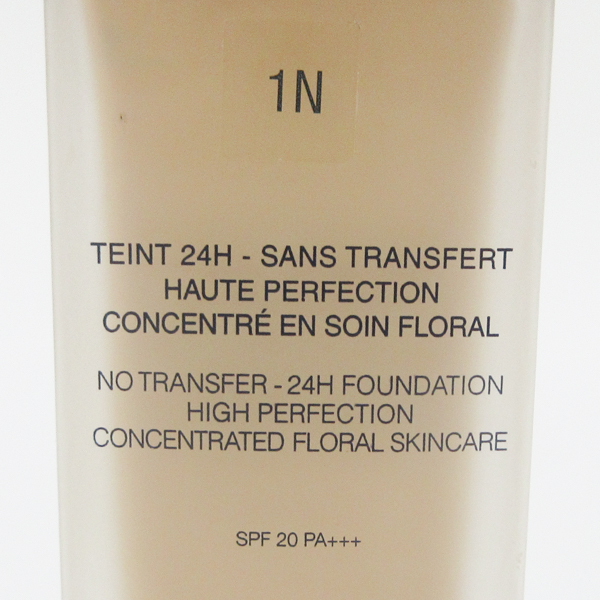 1N
TEINT 24H - SANS TRANSFERT
HAUTE PERFECTION
CONCENTRÉ EN SOIN FLORAL
NO TRANSFER - 24H FOUNDATION
HIGH PERFECTION
CONCENTRATED FLORAL SKINCARE
SPF 20 PA+++